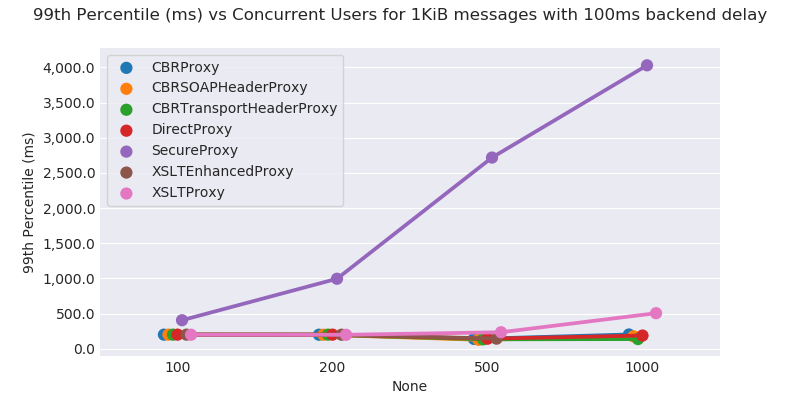 99th Percentile (ms) vs Concurrent Users for 1KiB messages with 100ms backend delay
CBRProxy
CBRSOAPHeaderProxy
CBRTransportHeaderProxy
DirectProxy
SecureProxy
XSLTEnhancedProxy
XSLTProxy
99th Percentile (ms)
4,000.0
3,500.0
3,000.0
2,500.0
2,000.0
1,500.0
1,000.0
500.0
0.0
100 200 500 1000
None